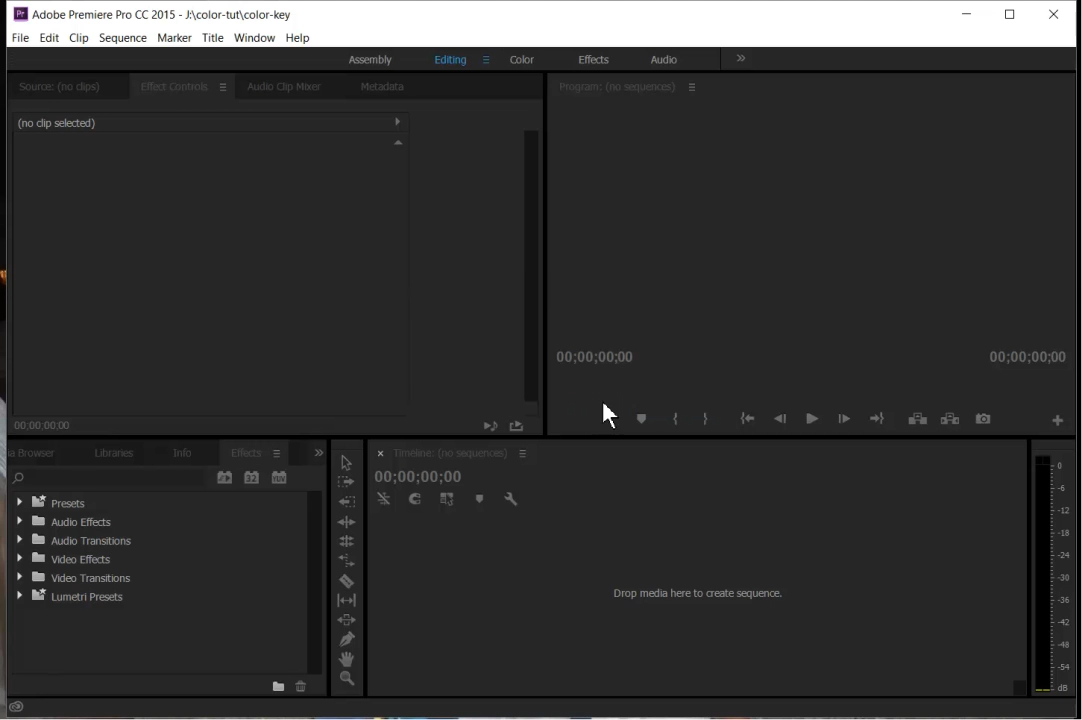 Pr Adobe Premiere Pro CC 2015 - J:\color-tut\color-key
File Edit Clip Sequence Marker Title Window Help
Assembly Editing Color Effects Audio
Source: (no clips) Effect Controls Audio Clip Mixer Metadata
Program: (no sequences)
(no clip selected)
00;00;00;00 00;00;00;00
00;00;00;00
a Browser Libraries Info Effects
32
Presets
Audio Effects
Audio Transitions
Video Effects
Video Transitions
Lumetri Presets
× Timeline: (no sequences)
00;00;00;00
Drop media here to create sequence.
0
-6
-12
-18
-24
-30
-36
-42
-48
-54
dB